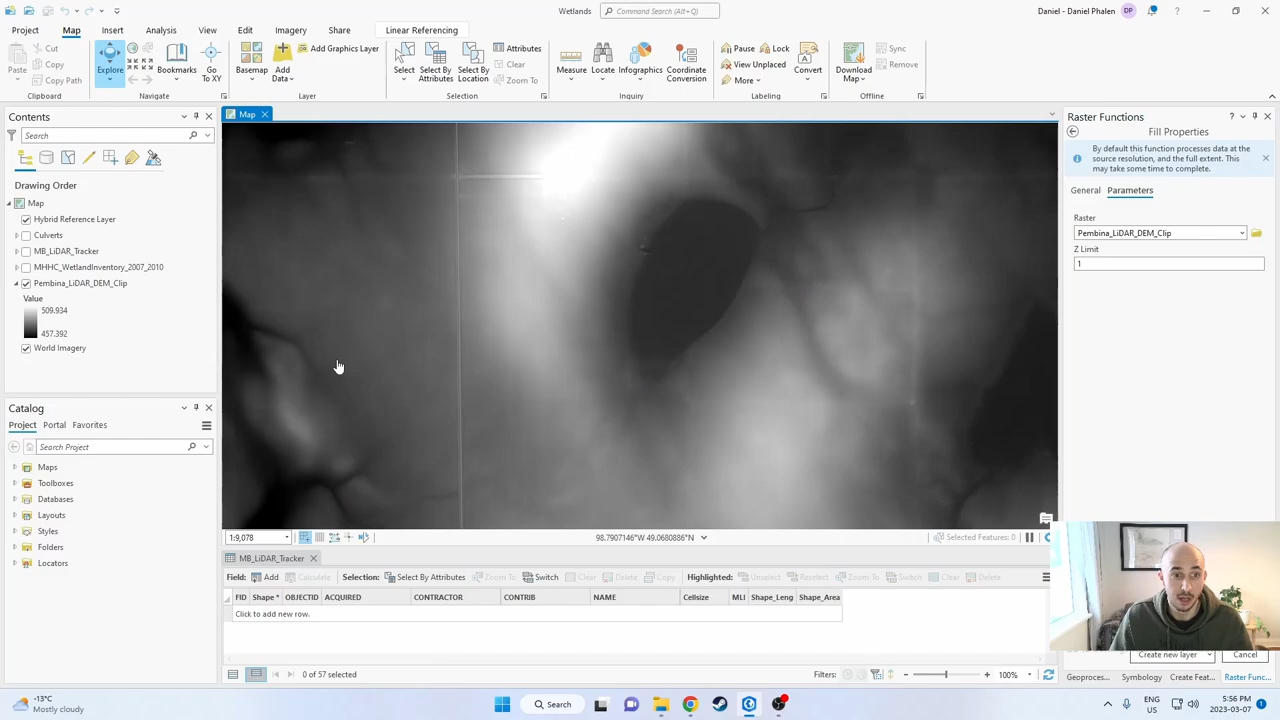 Wetlands
Command Search (Alt+Q)
Daniel - Daniel Phalen
DP
Project
Map
Insert
Analysis
View
Edit
Imagery
Share
Linear Referencing
Paste
Cut
Copy
Copy Path
Clipboard
Explore
Bookmarks
Go To XY
Navigate
Basemap
Add Data
Add Graphics Layer
Layer
Select
Select By Attributes
Select By Location
Attributes
Clear
Zoom To
Selection
Measure
Locate
Infographics
Coordinate Conversion
Inquiry
Pause
Lock
View Unplaced
More
Convert
Labeling
Download Map
Sync
Remove
Offline
Contents
Search
Drawing Order
Map
Hybrid Reference Layer
Culverts
MB_LiDAR_Tracker
MHHC_WetlandInventory_2007_2010
Pembina_LiDAR_DEM_Clip
Value
509.934
457.392
World Imagery
Catalog
Project
Portal
Favorites
Search Project
Maps
Toolboxes
Databases
Layouts
Styles
Folders
Locators
Map
1:9,078
98.7907146°W 49.0680886°N
Selected Features: 0
MB_LiDAR_Tracker
Field:
Add
Calculate
Selection:
Select By Attributes
Zoom To
Switch
Clear
Delete
Copy
Highlighted:
Unselect
Reselect
Zoom To
Switch
Clear
Delete
FID
Shape *
OBJECTID
ACQUIRED
CONTRACTOR
CONTRIB
NAME
Cellsize
MLI
Shape_Leng
Shape_Area
Click to add new row.
0 of 57 selected
Filters:
100%
Raster Functions
Fill Properties
By default this function processes data at the source resolution, and the full extent. This may take some time to complete.
General
Parameters
Raster
Pembina_LiDAR_DEM_Clip
Z Limit
1
Create new layer
Cancel
Geoproces...
Symbology
Create Feat...
Raster Func...
-13°C
Mostly cloudy
Search
ENG
US
5:56 PM
2023-03-07